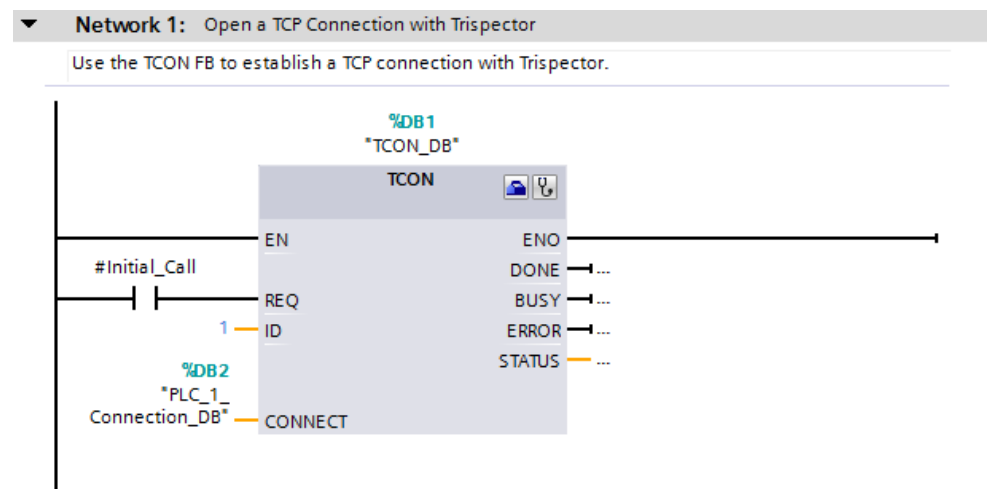 Network 1: Open a TCP Connection with Trispector
Use the TCON FB to establish a TCP connection with Trispector.
%DB1
"TCON_DB"
TCON
EN
ENO
#Initial_Call
DONE
...
REQ
BUSY
...
1
ID
ERROR
...
STATUS
...
%DB2
"PLC_1_
Connection_DB"
CONNECT